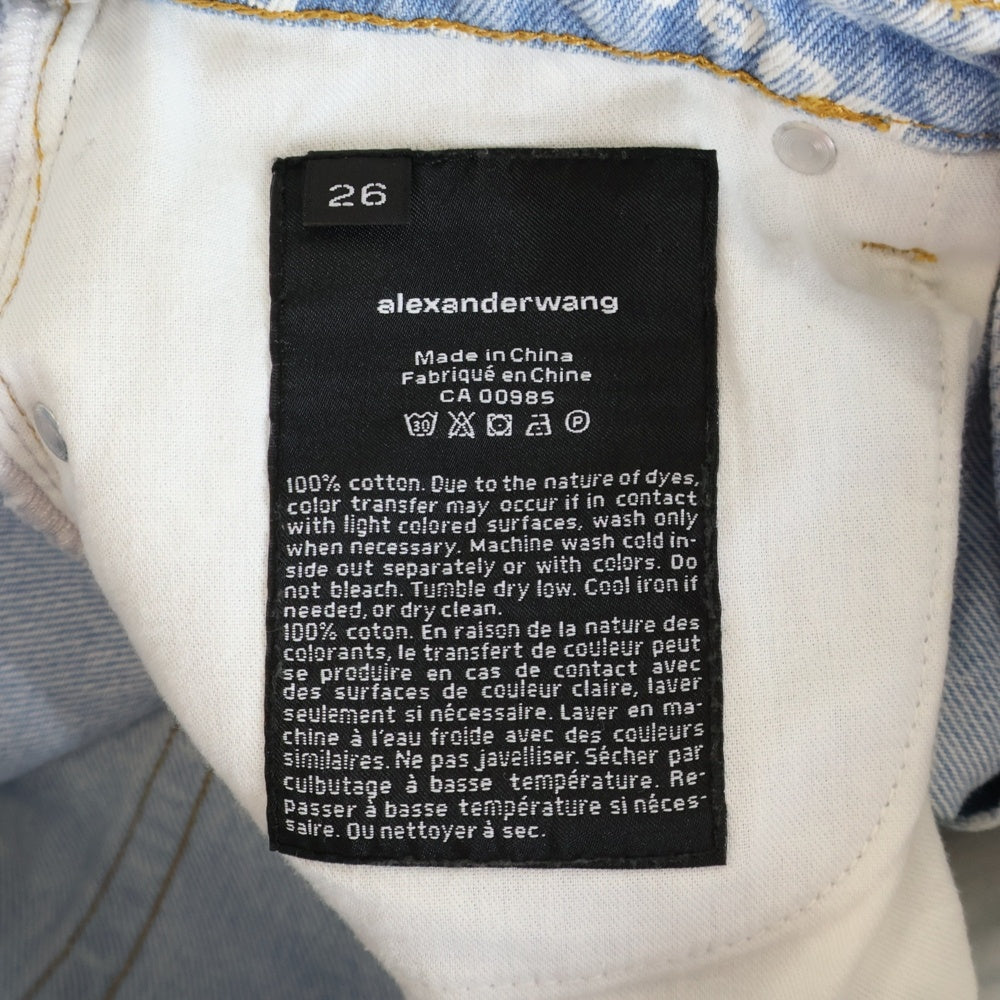 26
alexanderwang
Made in China
Fabriqué en Chine
CA 00985
30 P
100% cotton. Due to the nature of dyes,
color transfer may occur if in contact
with light colored surfaces, wash only
when necessary. Machine wash cold in-
side out separately or with colors. Do
not bleach. Tumble dry low. Cool iron if
needed, or dry clean.
100% coton. En raison de la nature des
colorants, le transfert de couleur peut
se produire en cas de contact avec
des surfaces de couleur claire, laver
seulement si nécessaire. Laver en ma-
chine à l'eau froide avec des couleurs
similaires. Ne pas javelliser. Sécher par
culbutage à basse température. Re-
passer à basse température si néces-
saire. Ou nettoyer à sec.